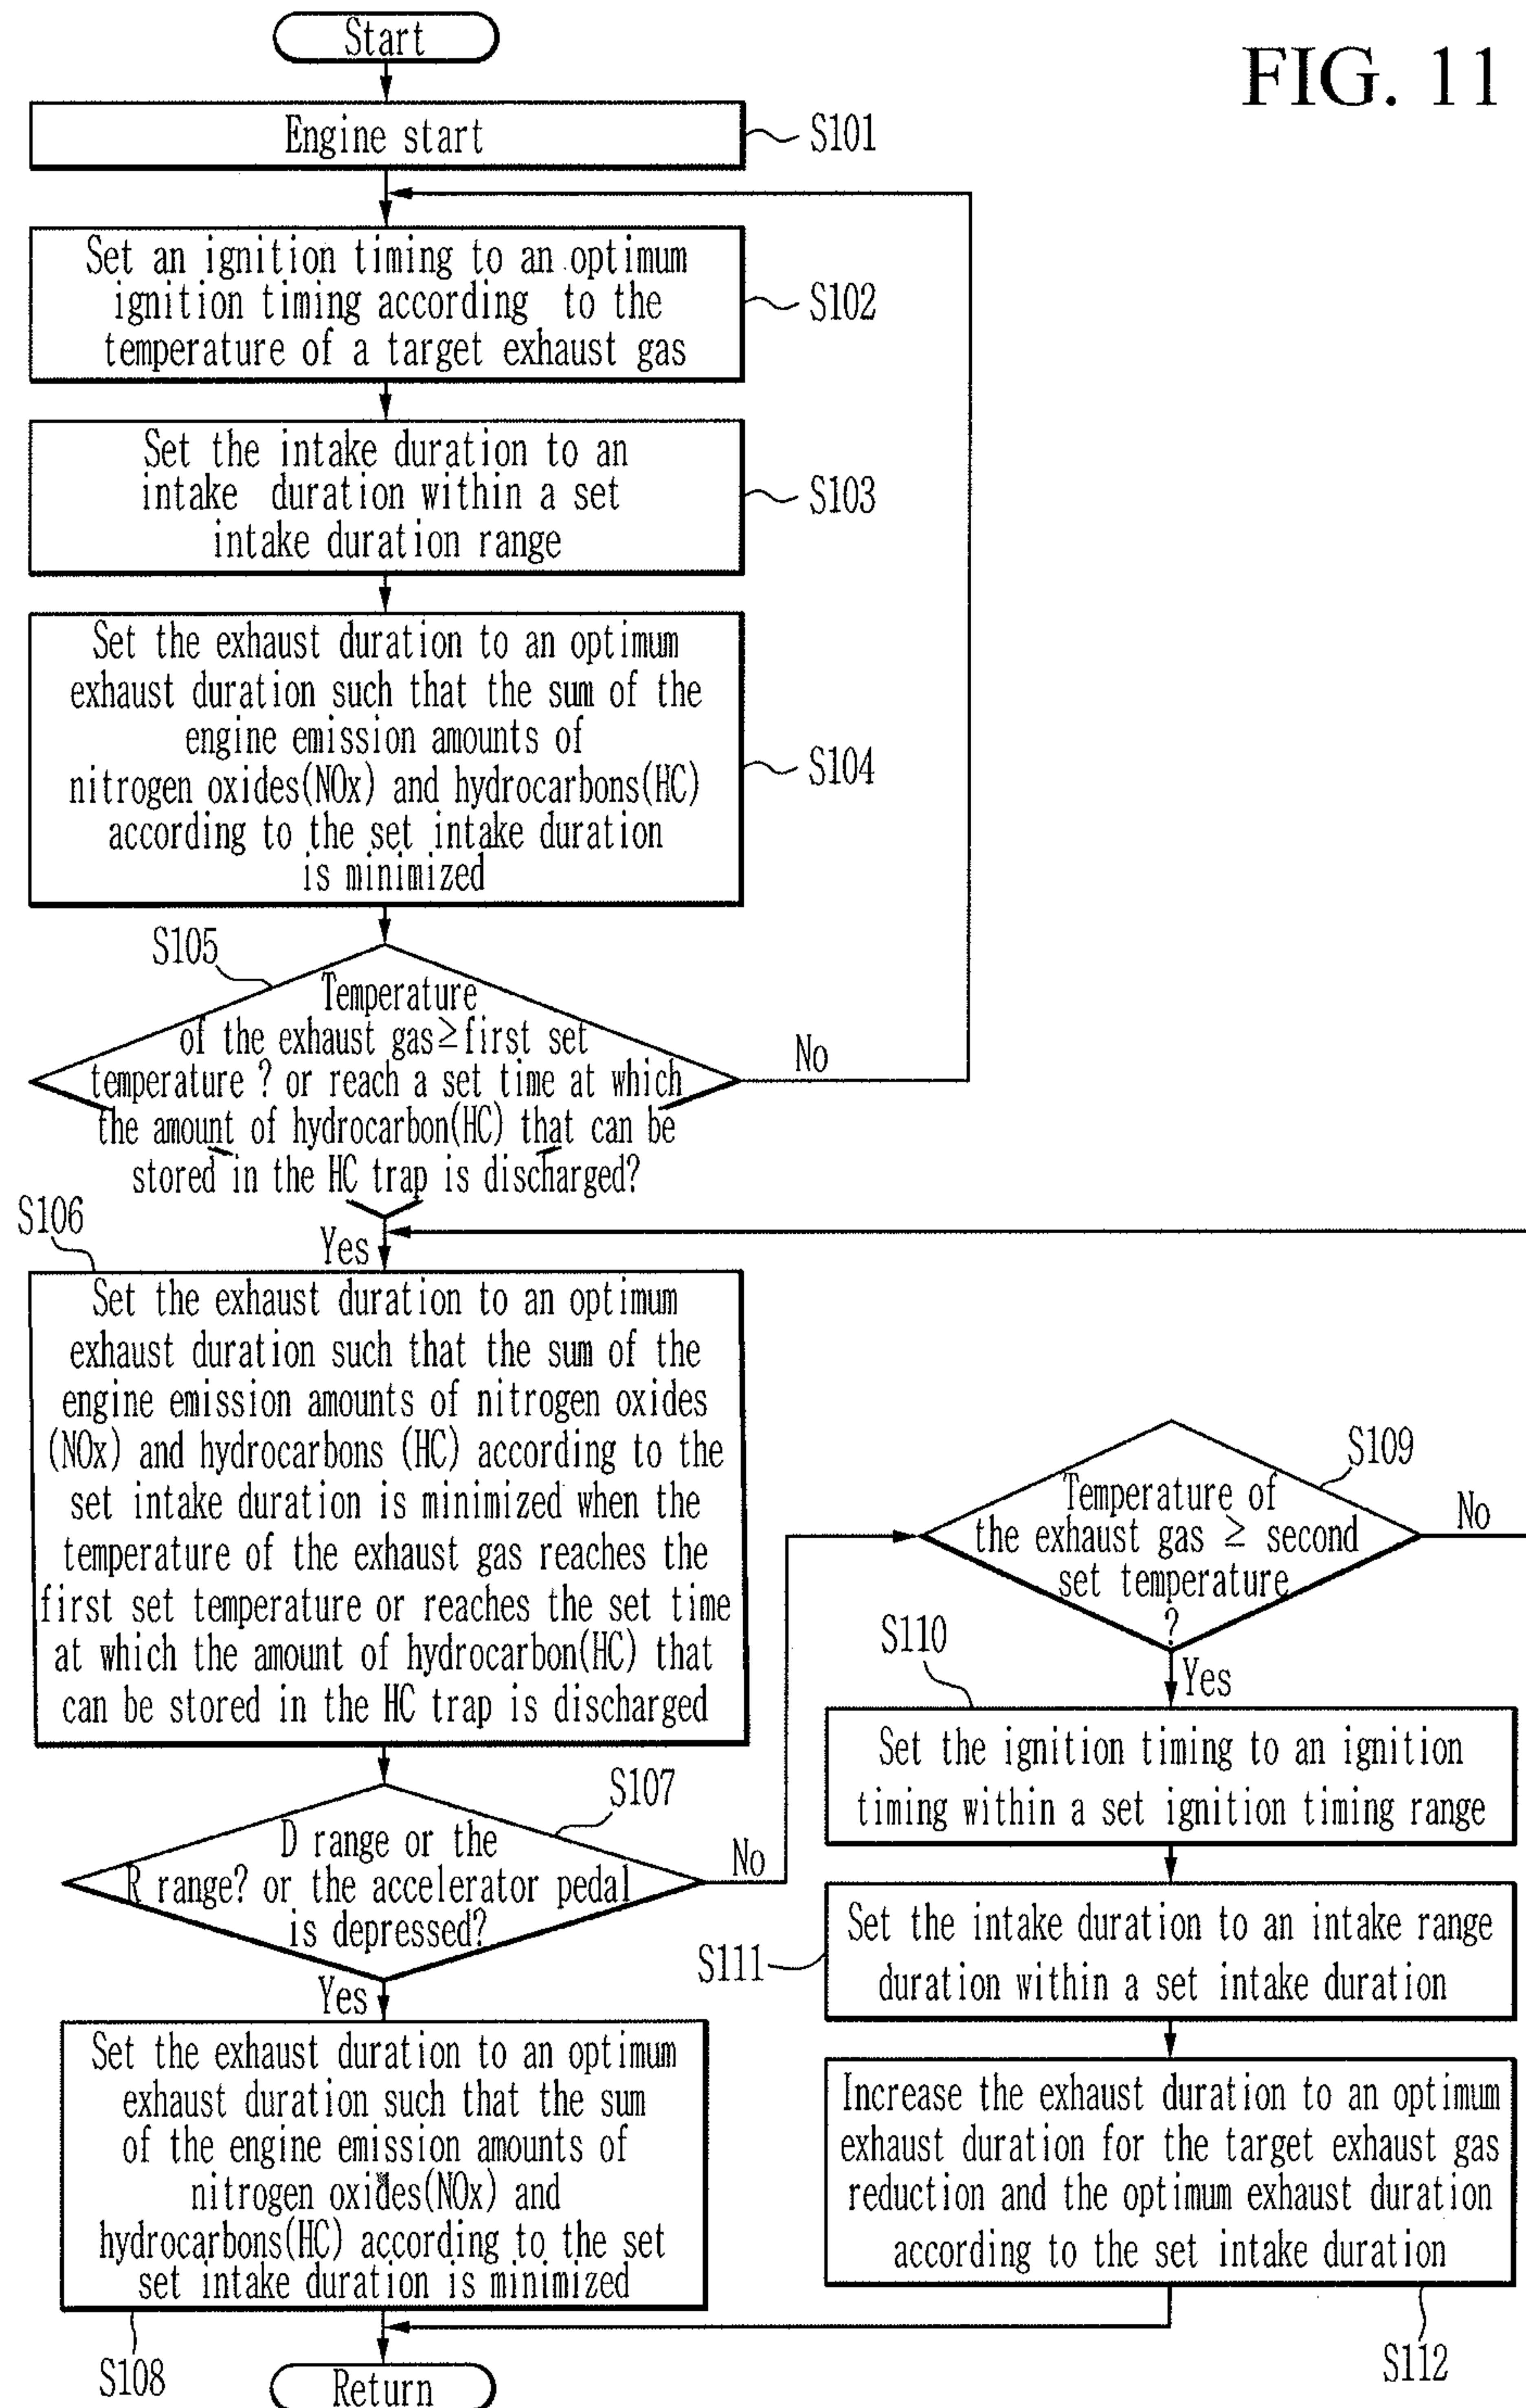 FIG. 11
Start
Engine start
S101
Set an ignition timing to an optimum
ignition timing according to the
temperature of a target exhaust gas
S102
Set the intake duration to an
intake duration within a set
intake duration range
S103
Set the exhaust duration to an optimum
exhaust duration such that the sum of the
engine emission amounts of
nitrogen oxides(NOx) and hydrocarbons(HC)
according to the set intake duration
is minimized
S104
S105
Temperature
of the exhaust gas≥first set
temperature ? or reach a set time at which
the amount of hydrocarbon(HC) that can be
stored in the HC trap is discharged?
No
Yes
S106
Set the exhaust duration to an optimum
exhaust duration such that the sum of the
engine emission amounts of nitrogen oxides
(NOx) and hydrocarbons (HC) according to the
set intake duration is minimized when the
temperature of the exhaust gas reaches the
first set temperature or reaches the set time
at which the amount of hydrocarbon(HC) that
can be stored in the HC trap is discharged
S107
D range or the
R range? or the accelerator pedal
is depressed?
No
Yes
Set the exhaust duration to an optimum
exhaust duration such that the sum
of the engine emission amounts of
nitrogen oxides(NOx) and
hydrocarbons(HC) according to the set
set intake duration is minimized
S108
Return
S109
Temperature of
the exhaust gas ≥ second
set temperature
?
No
Yes
S110
Set the ignition timing to an ignition
timing within a set ignition timing range
S111
Set the intake duration to an intake range
duration within a set intake duration
Increase the exhaust duration to an optimum
exhaust duration for the target exhaust gas
reduction and the optimum exhaust duration
according to the set intake duration
S112